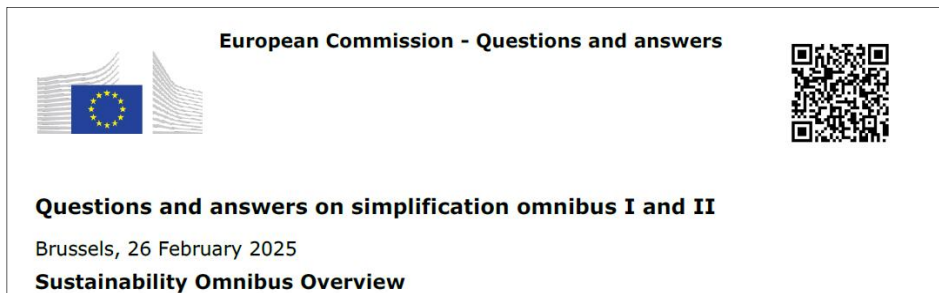 European Commission - Questions and answers
Questions and answers on simplification omnibus I and II
Brussels, 26 February 2025
Sustainability Omnibus Overview